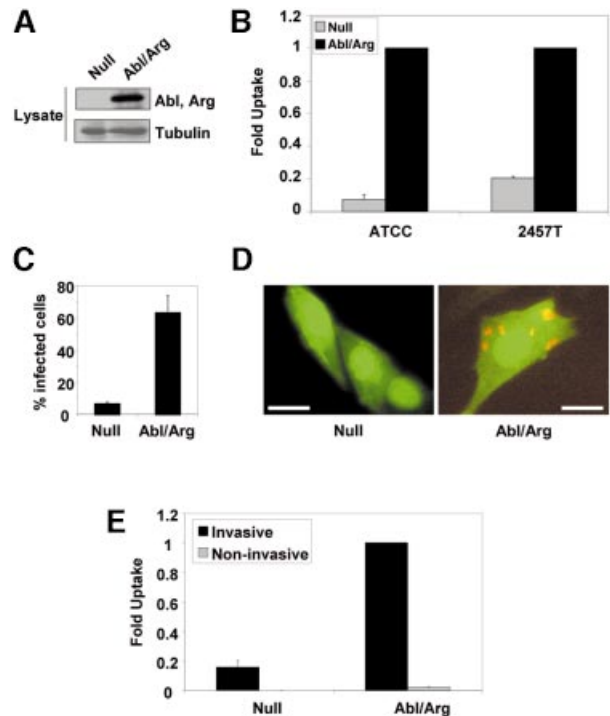 A
Null
Abl/Arg
Lysate
Abl, Arg
Tubulin
B
Fold Uptake
1.2
1
0.8
0.6
0.4
0.2
0
Null
Abl/Arg
ATCC
2457T
C
% infected cells
80
60
40
20
0
Null
Abl/Arg
D
Null
Abl/Arg
E
Fold Uptake
1.2
1
0.8
0.6
0.4
0.2
0
Invasive
Non-invasive
Null
Abl/Arg